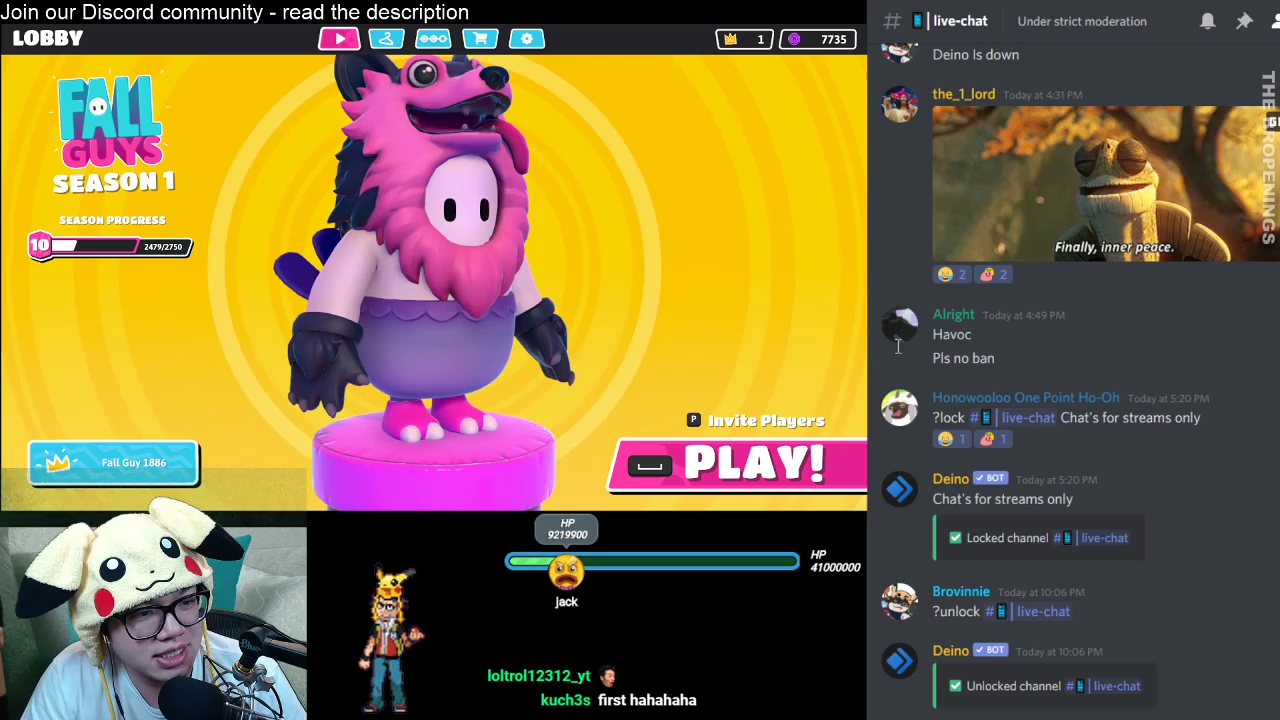 Join our Discord community - read the description
LOBBY
1
7735
FALL
GUYS
SEASON 1
SEASON PROGRESS
10
2479/2750
Fall Guy 1886
P Invite Players
PLAY!
HP
9219900
HP
41000000
jack
loltrol12312_yt
kuch3s first hahahaha
Blue
# | live-chat Under strict moderation
Deino Is down
the_1_lord Today at 4:31 PM
Finally, inner peace.
2 2
Alright Today at 4:49 PM
Havoc
Pls no ban
Honowooloo One Point Ho-Oh Today at 5:20 PM
?lock # | live-chat Chat's for streams only
1 1
Deino ✓ BOT Today at 5:20 PM
Chat's for streams only
Locked channel # | live-chat
Brovinnie Today at 10:06 PM
?unlock # | live-chat
Deino ✓ BOT Today at 10:06 PM
Unlocked channel # | live-chat